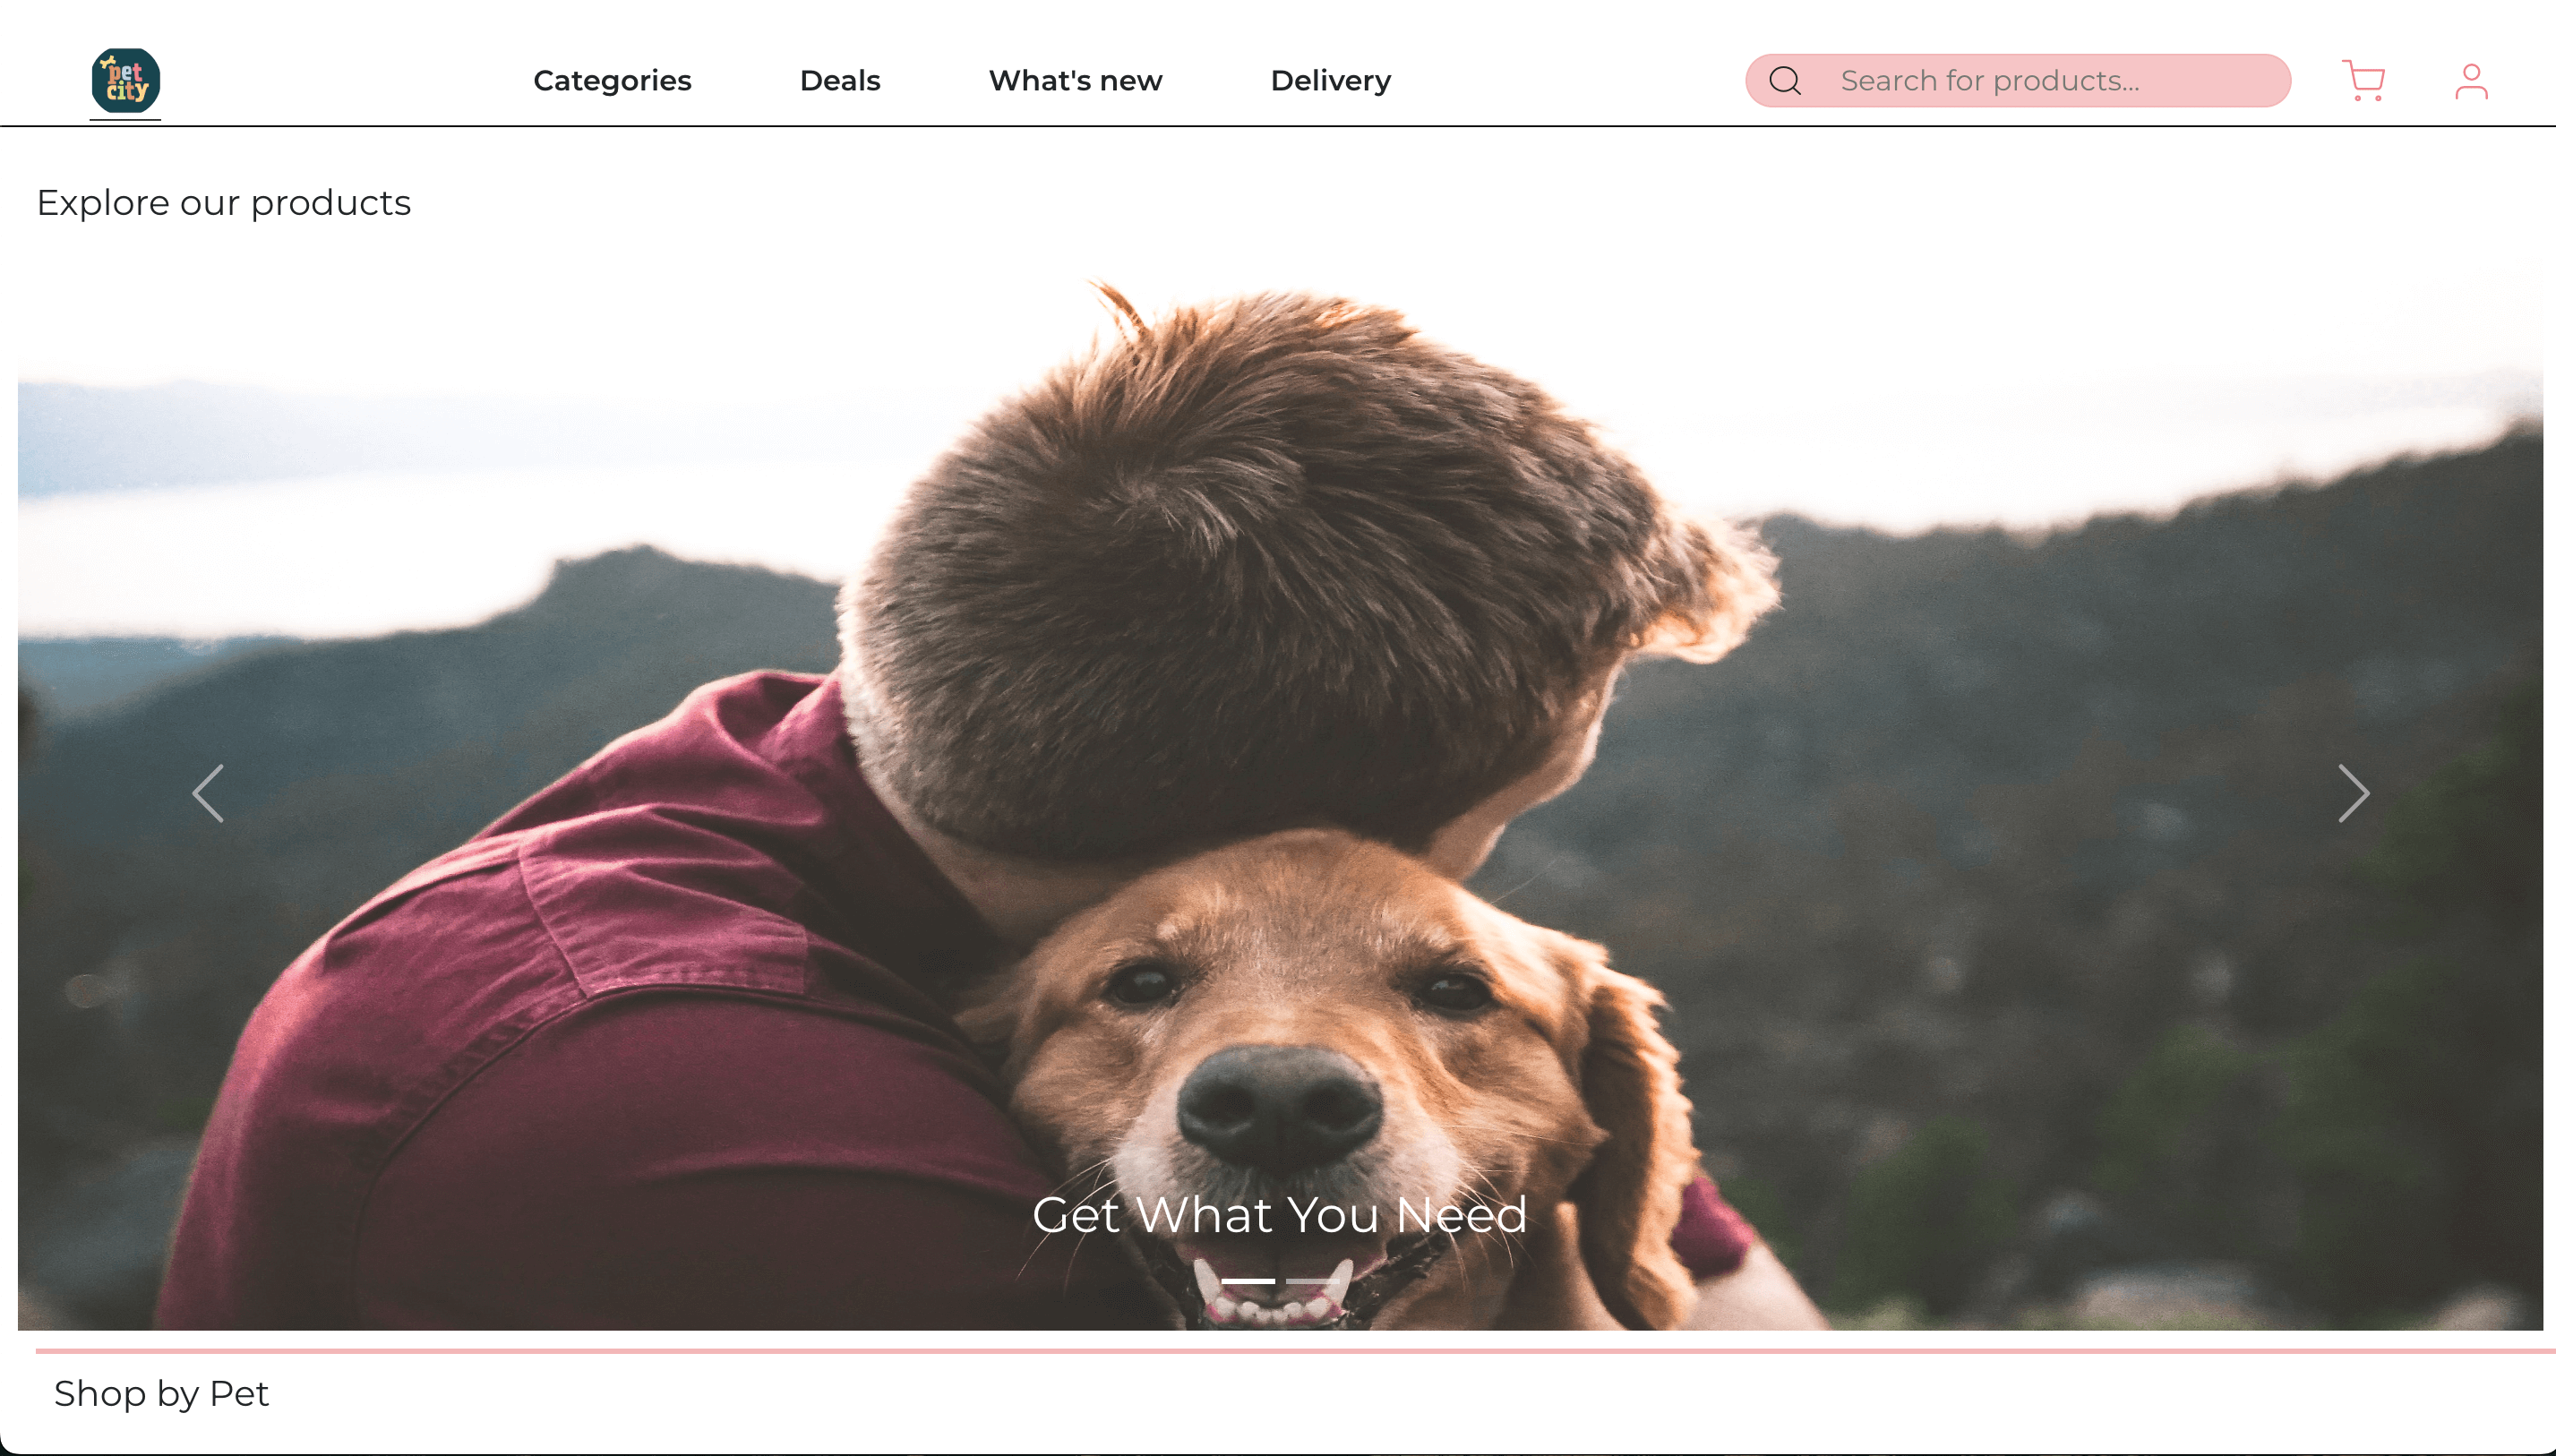 pet
city
Categories Deals What's new Delivery Search for products...
Explore our products
Get What You Need
Shop by Pet